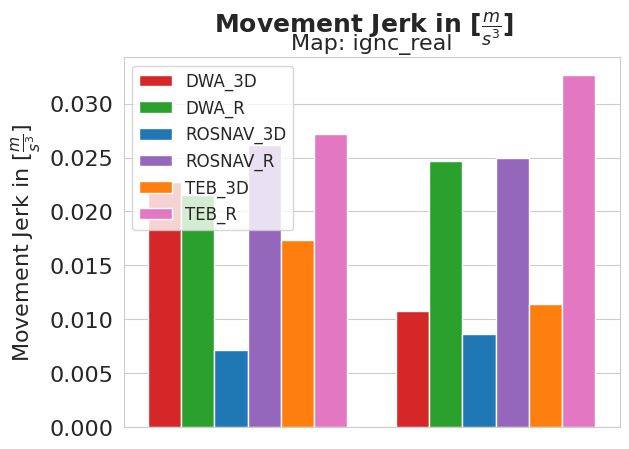 Movement Jerk in [m/s³]
Map: ignc_real
Movement Jerk in [m/s³]
0.030
0.025
0.020
0.015
0.010
0.005
0.000
DWA_3D
DWA_R
ROSNAV_3D
ROSNAV_R
TEB_3D
TEB_R